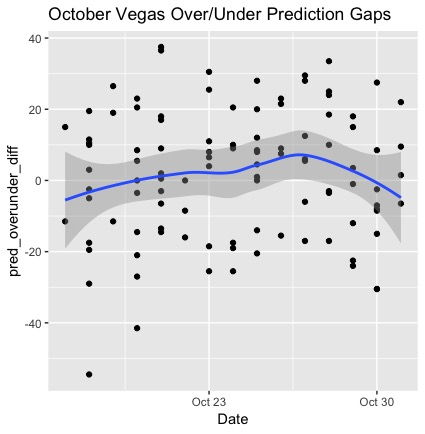 October Vegas Over/Under Prediction Gaps
40
20
0
-20
-40
pred_overunder_diff
Oct 23
Oct 30
Date